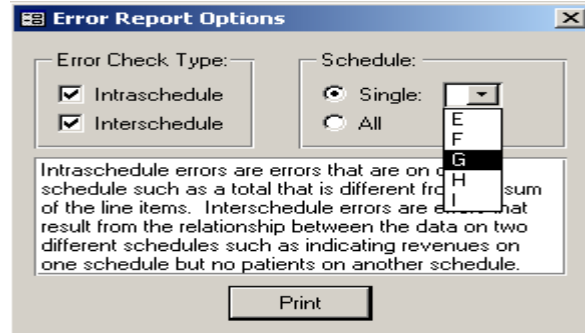 Error Report Options
Error Check Type:
Intraschedule
Interschedule
Schedule:
Single:
All
E
F
G
H
I
Intraschedule errors are errors that are on
schedule such as a total that is different sum
of the line items. Interschedule errors are that
result from the relationship between the data on two
different schedules such as indicating revenues on
one schedule but no patients on another schedule.
Print